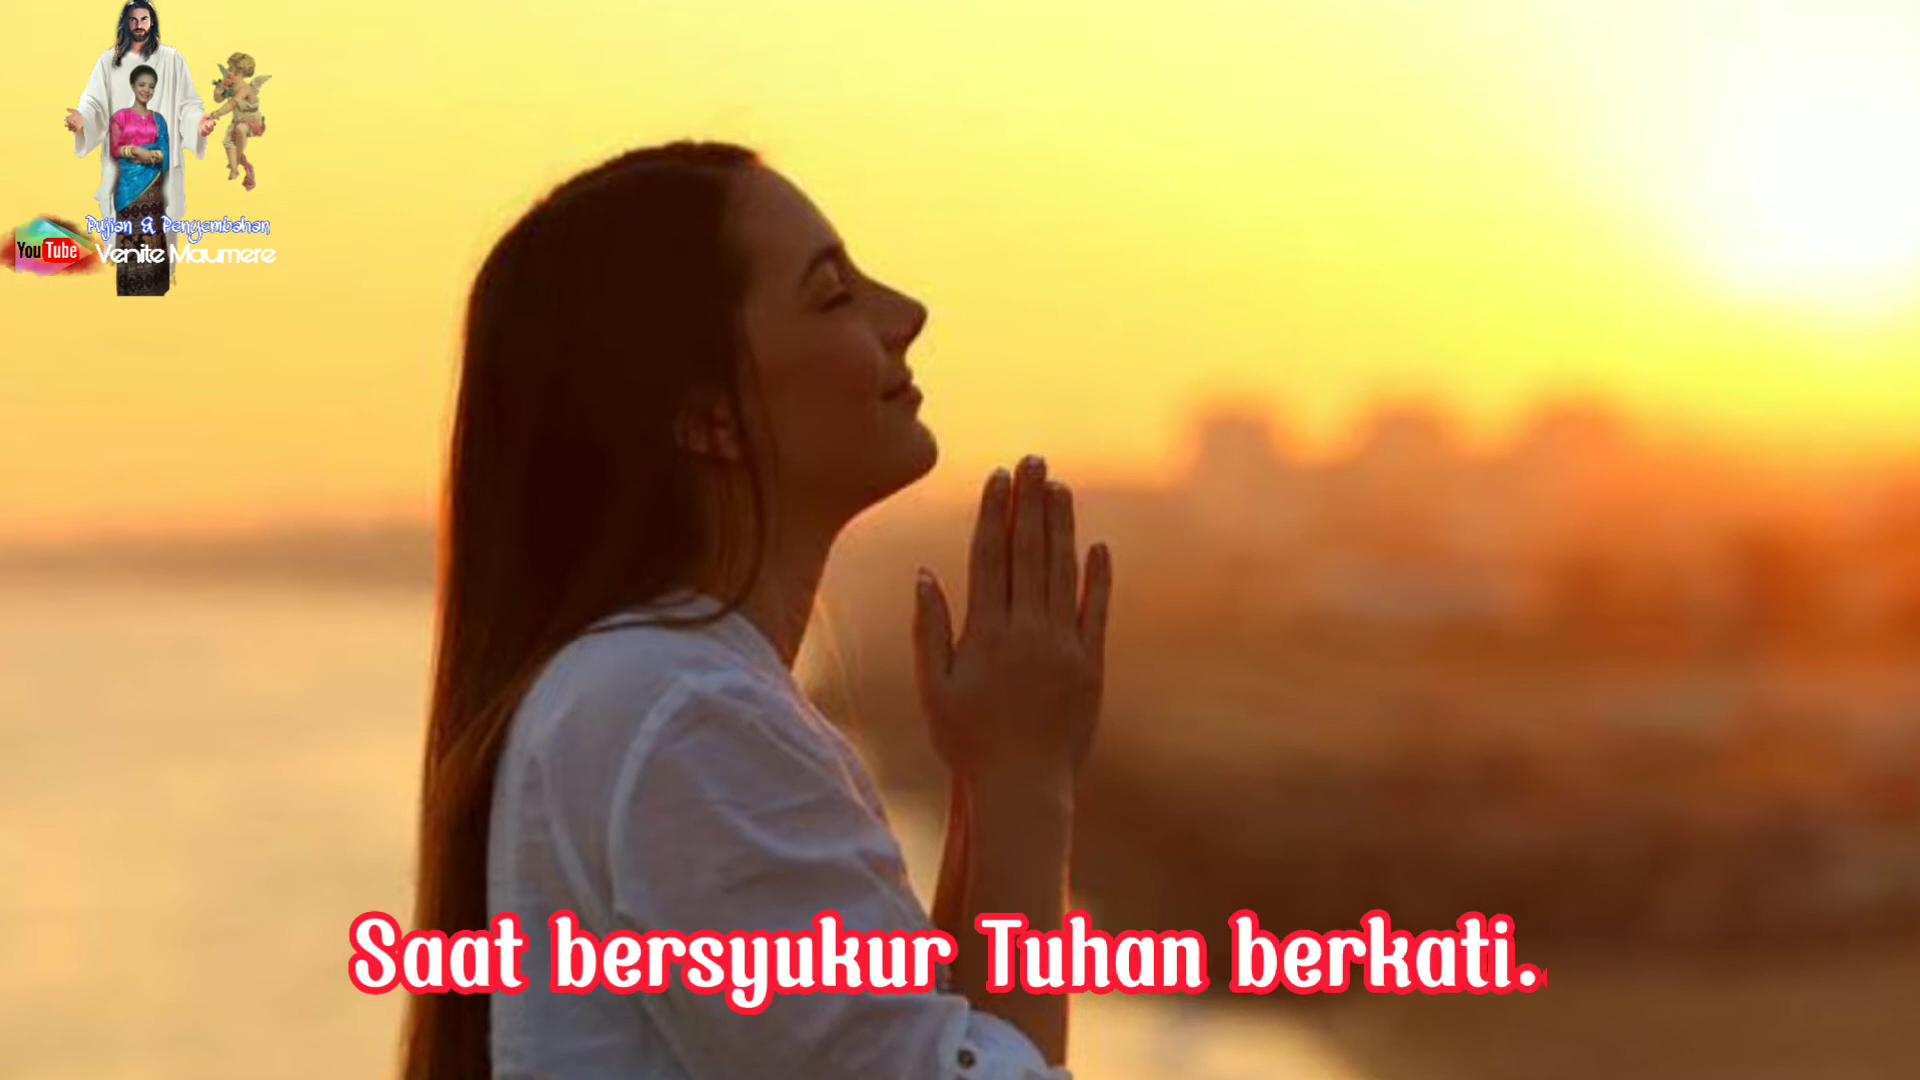 Pujian & Penyembahan
YouTube Venite Maumere
Saat bersyukur Tuhan berkati.